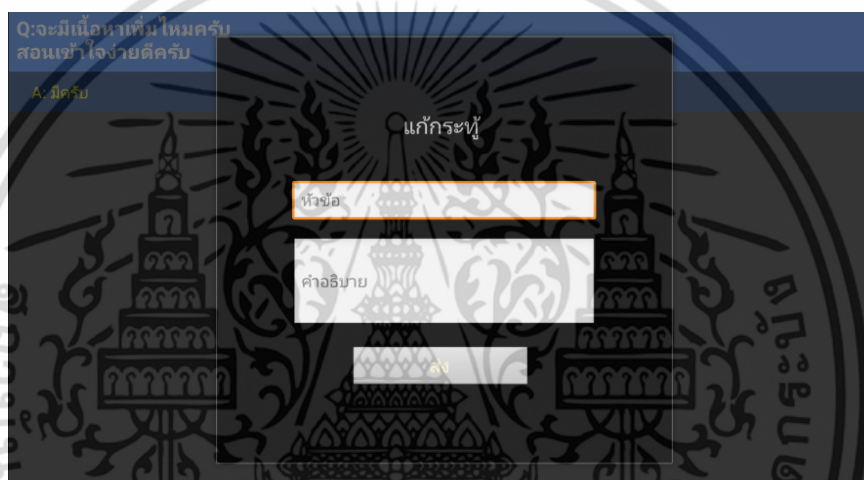 Q:จะมีเนื้อหาเพิ่มไหมครับ
สอนเข้าใจง่ายดีครับ
A: มีครับ
แก้กระทู้
หัวข้อ
คำอธิบาย
ส่ง